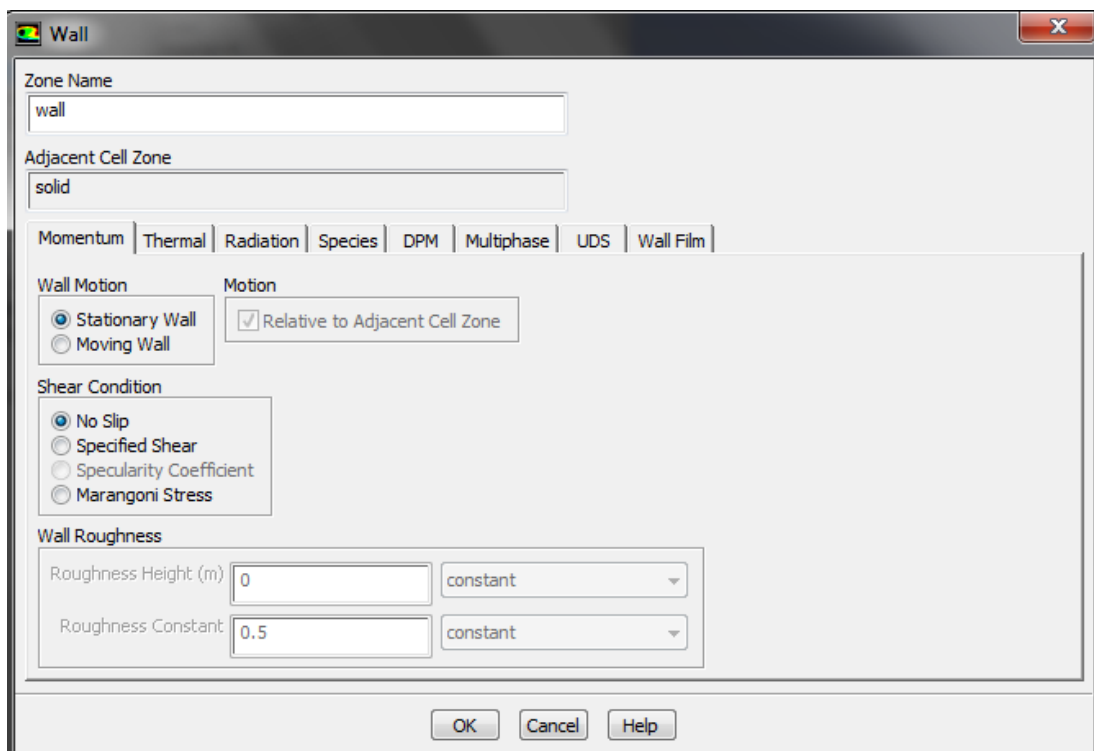 Wall
X
Zone Name
wall
Adjacent Cell Zone
solid
Momentum Thermal Radiation Species DPM Multiphase UDS Wall Film
Wall Motion Motion
Stationary Wall Relative to Adjacent Cell Zone
Moving Wall
Shear Condition
No Slip
Specified Shear
Specularity Coefficient
Marangoni Stress
Wall Roughness
Roughness Height (m) 0 constant
Roughness Constant 0.5 constant
OK Cancel Help